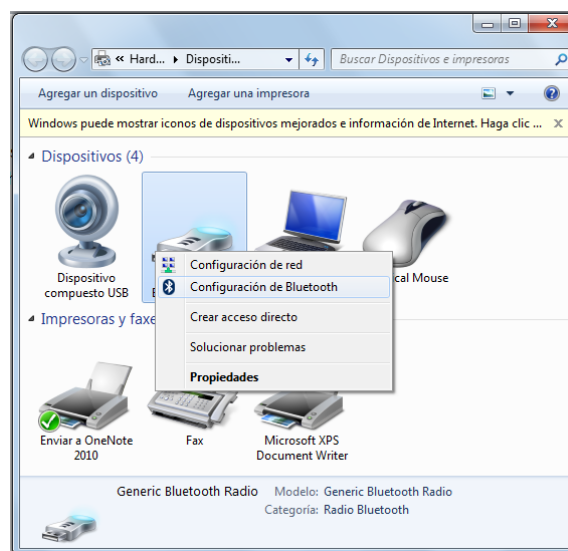 « Hard... ▸ Dispositi...
Buscar Dispositivos e impresoras
Agregar un dispositivo Agregar una impresora
Windows puede mostrar iconos de dispositivos mejorados e información de Internet. Haga clic ... x
Dispositivos (4)
Configuración de red
Configuración de Bluetooth
Crear acceso directo
Solucionar problemas
Propiedades
Dispositivo
compuesto USB
cal Mouse
Impresoras y faxe
Enviar a OneNote
2010
Fax
Microsoft XPS
Document Writer
Generic Bluetooth Radio Modelo: Generic Bluetooth Radio
Categoría: Radio Bluetooth